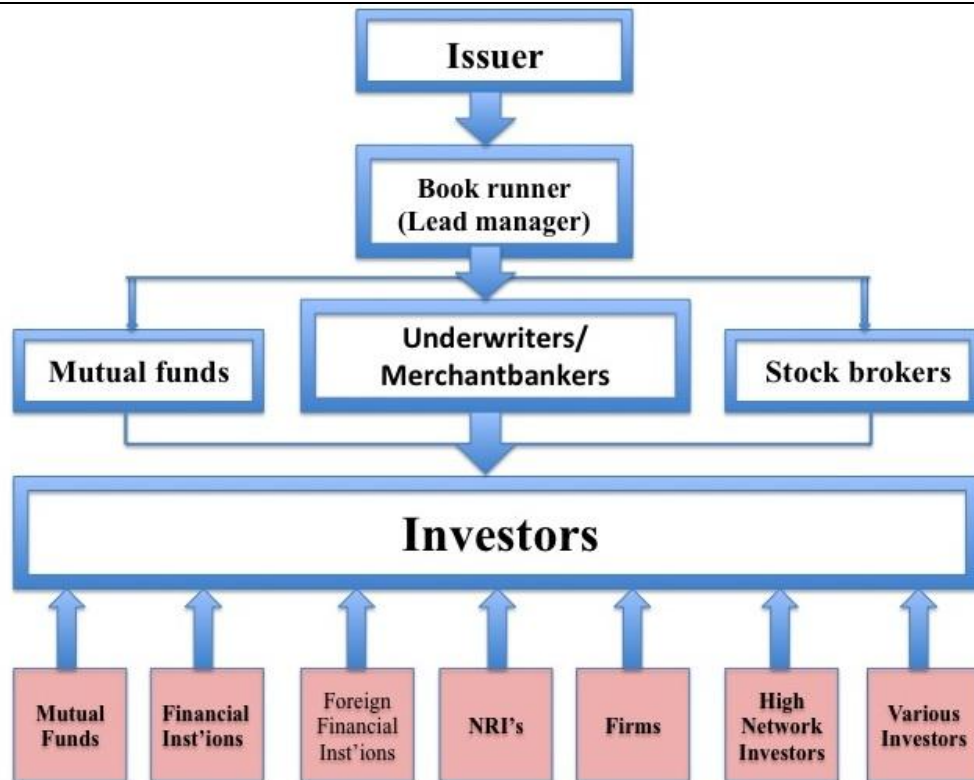 Issuer
Book runner
(Lead manager)
Mutual funds
Underwriters/
Merchantbankers
Stock brokers
Investors
Mutual
Funds
Financial
Inst’ions
Foreign
Financial
Inst’ions
NRI’s
Firms
High
Network
Investors
Various
Investors